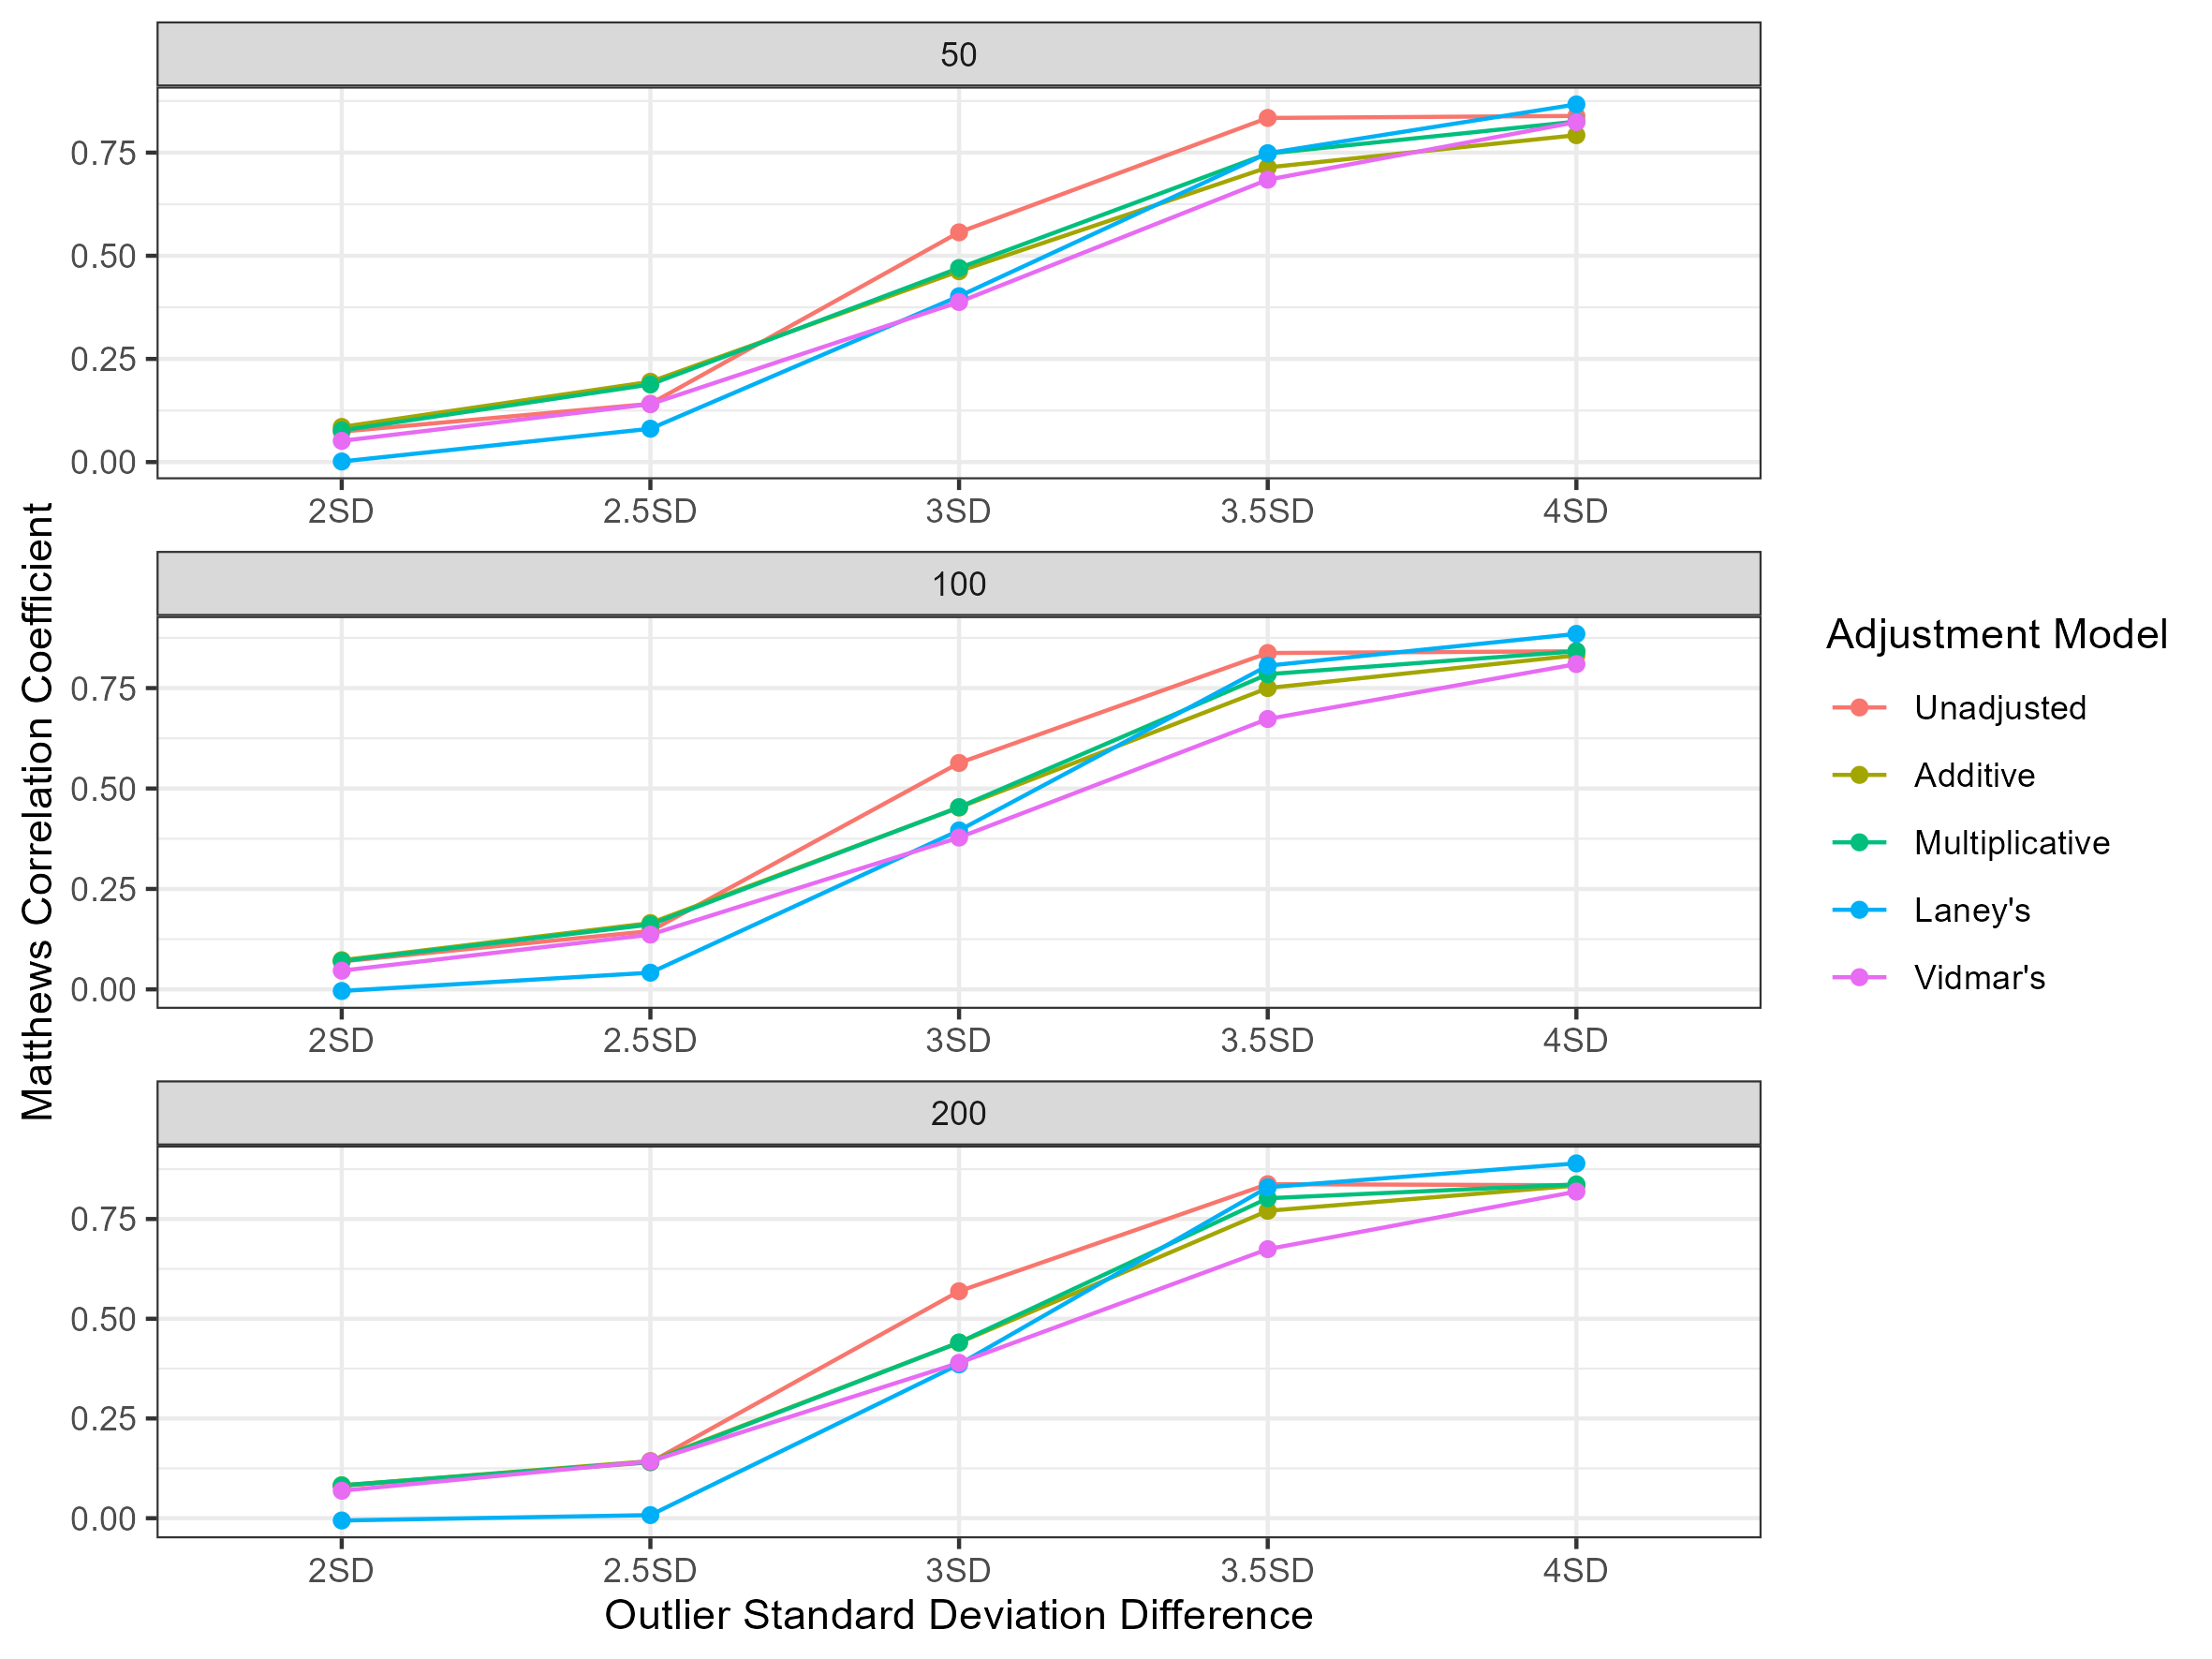 50
0.75
0.50
0.25
0.00
2SD 2.5SD 3SD 3.5SD 4SD
100
0.75
0.50
0.25
0.00
2SD 2.5SD 3SD 3.5SD 4SD
200
0.75
0.50
0.25
0.00
2SD 2.5SD 3SD 3.5SD 4SD
Outlier Standard Deviation Difference
Matthews Correlation Coefficient
Adjustment Model
Unadjusted
Additive
Multiplicative
Laney's
Vidmar's